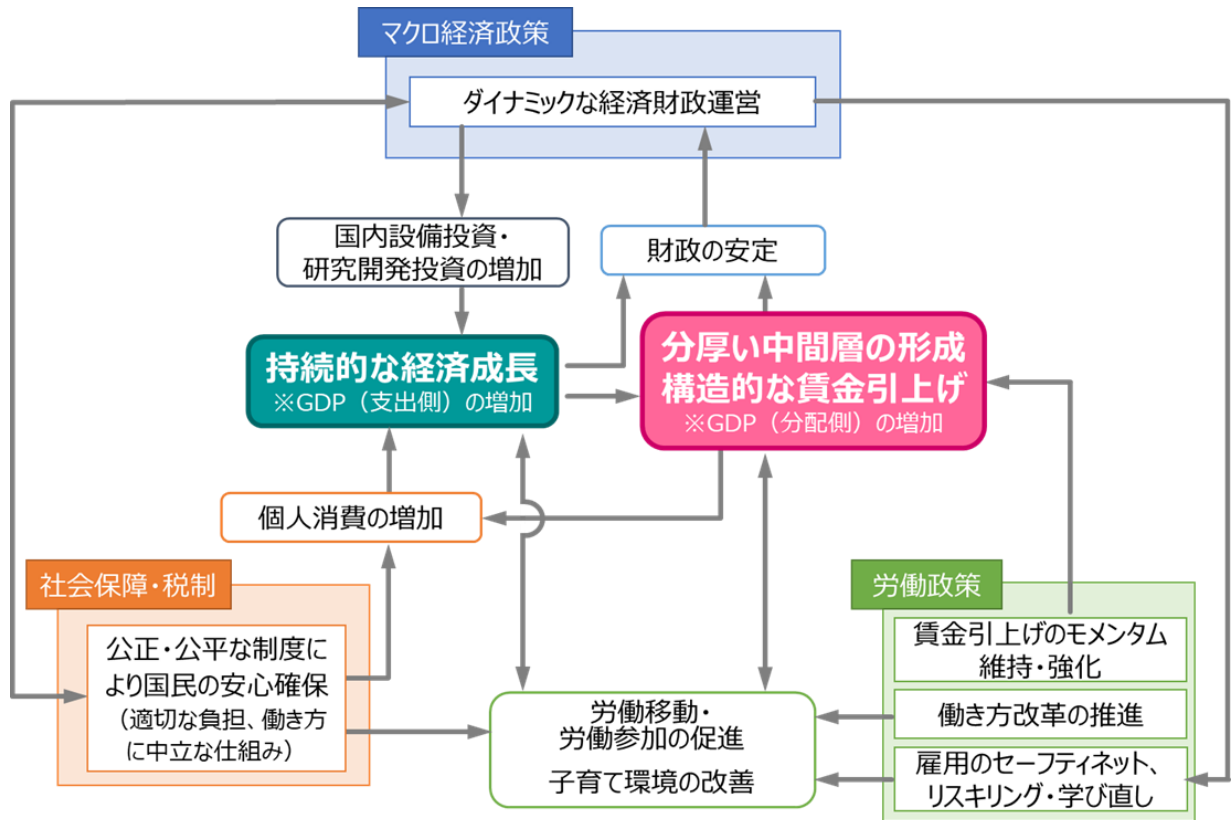 マクロ経済政策
ダイナミックな経済財政運営
国内設備投資・
研究開発投資の増加
財政の安定
持続的な経済成長
※GDP（支出側）の増加
分厚い中間層の形成
構造的な賃金引上げ
※GDP（分配側）の増加
個人消費の増加
社会保障・税制
公正・公平な制度に
より国民の安心確保
（適切な負担、働き方
に中立な仕組み）
労働移動・
労働参加の促進
子育て環境の改善
労働政策
賃金引上げのモメンタム
維持・強化
働き方改革の推進
雇用のセーフティネット、
リスキリング・学び直し